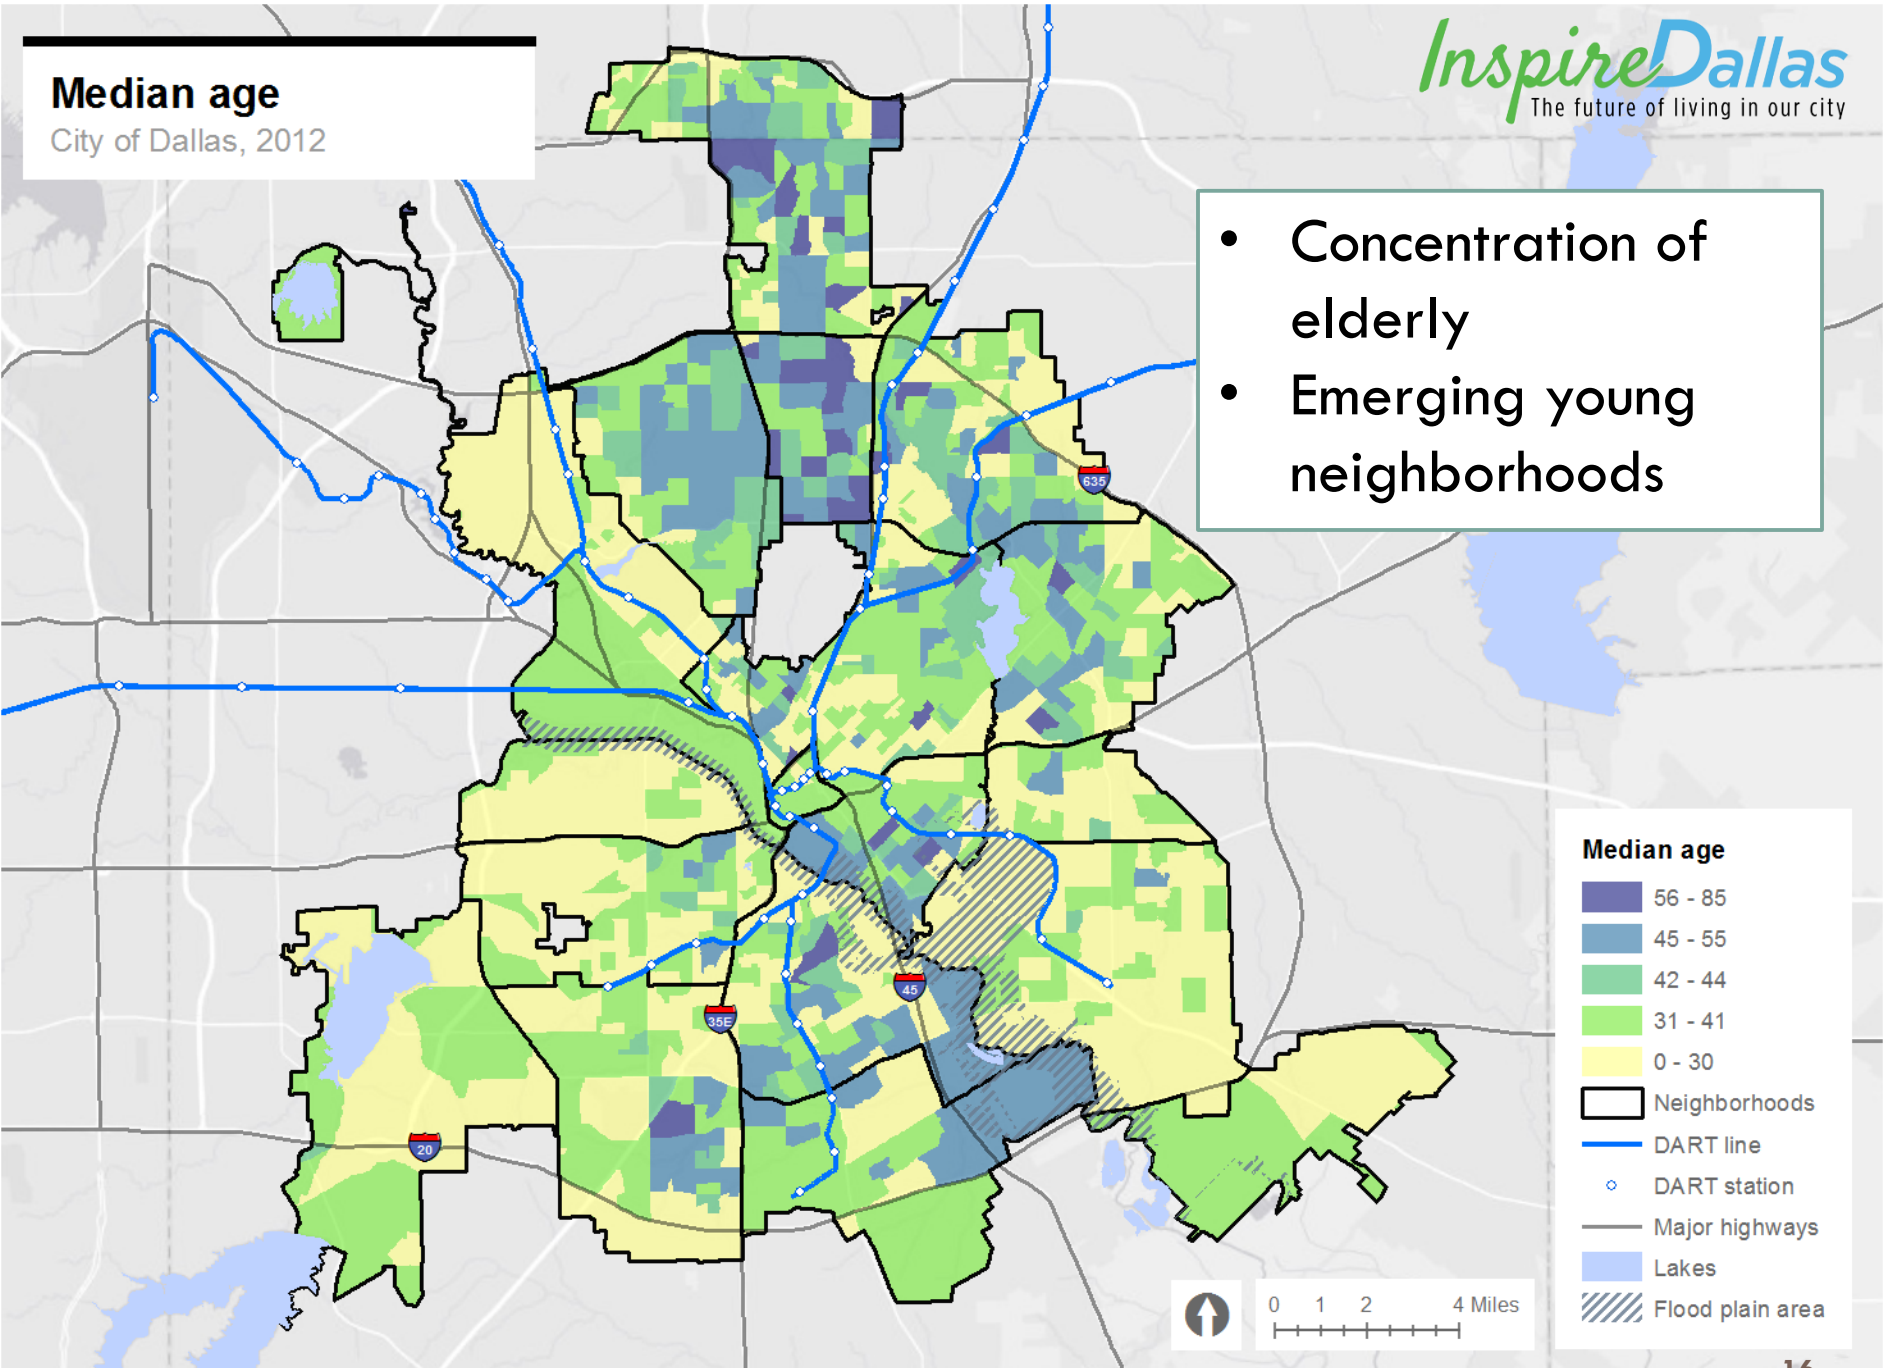 Median age
City of Dallas, 2012
InspireDallas
The future of living in our city
• Concentration of
elderly
• Emerging young
neighborhoods
635
45
35E
20
Median age
56 - 85
45 - 55
42 - 44
31 - 41
0 - 30
Neighborhoods
DART line
DART station
Major highways
Lakes
Flood plain area
0 1 2 4 Miles